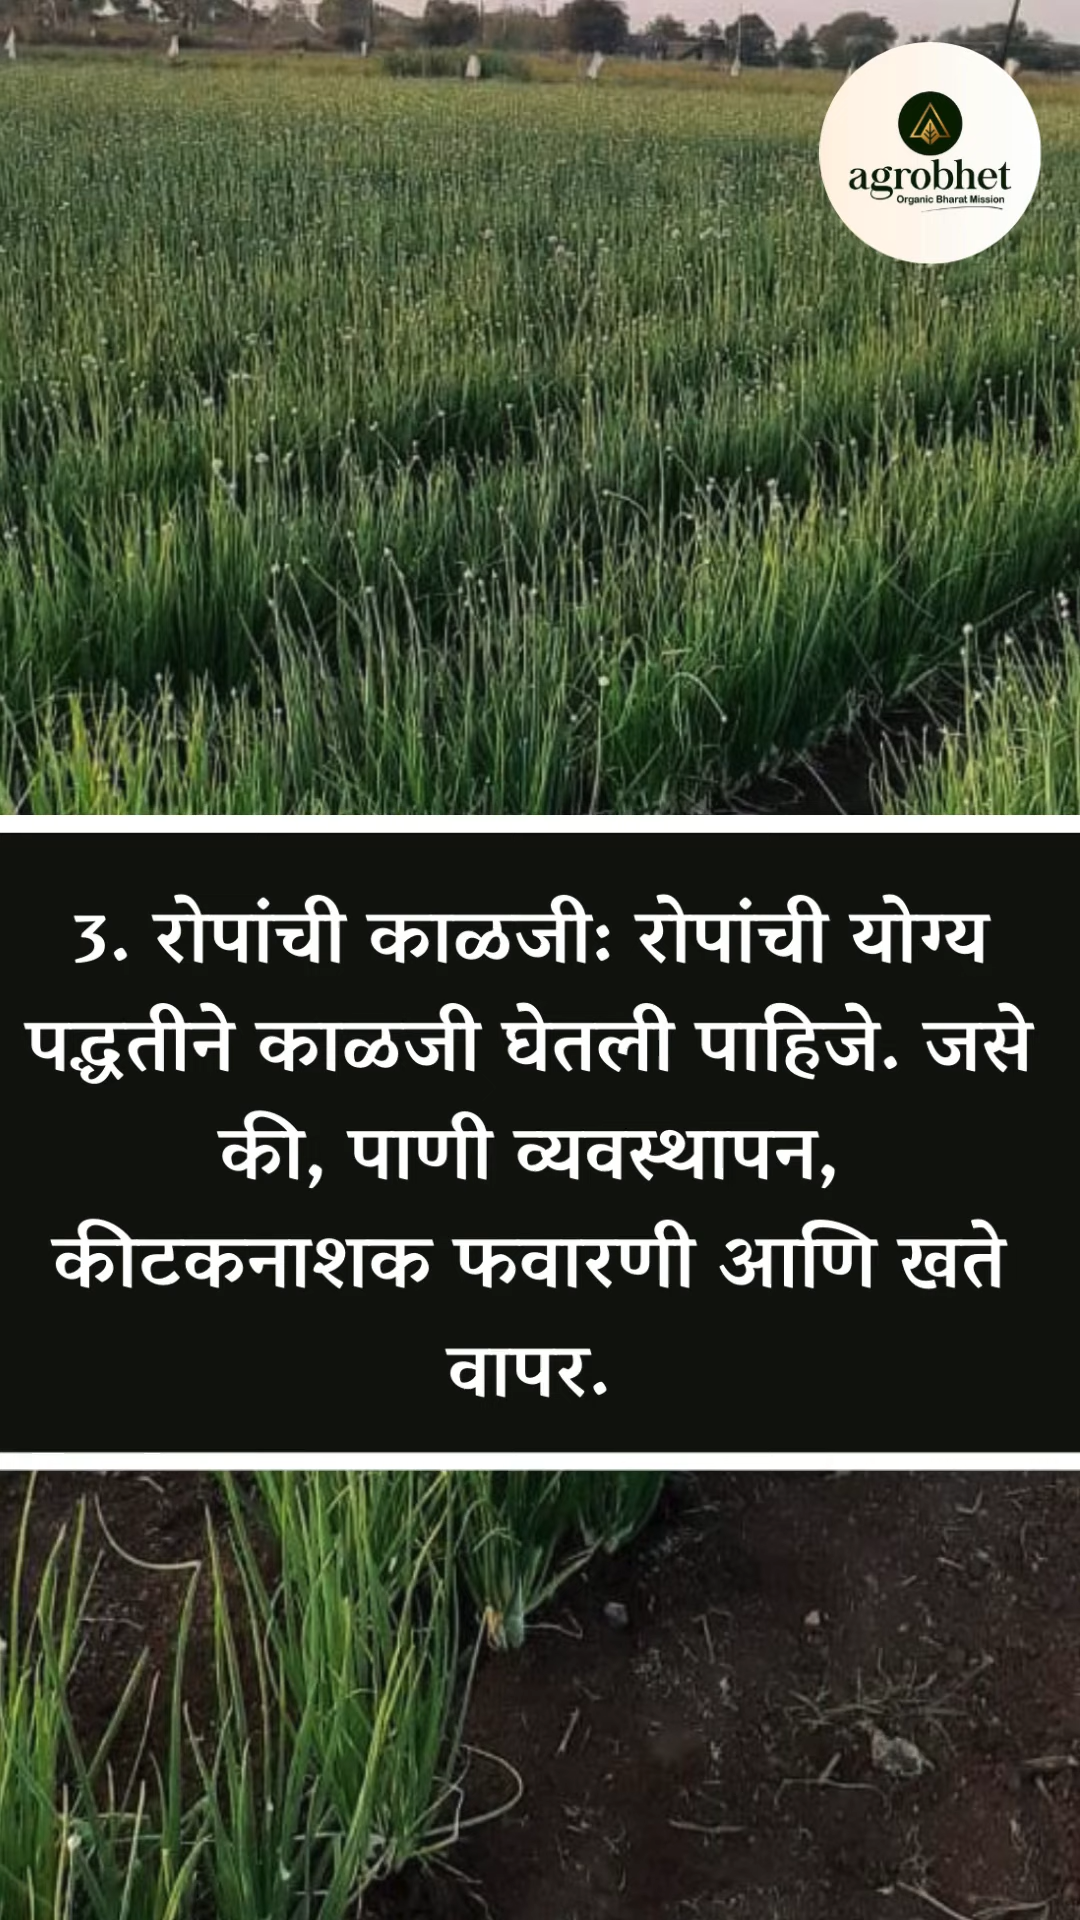 agrobhet
Organic Bharat Mission
3. रोपांची काळजी: रोपांची योग्य
पद्धतीने काळजी घेतली पाहिजे. जसे
की, पाणी व्यवस्थापन,
कीटकनाशक फवारणी आणि खते
वापर.